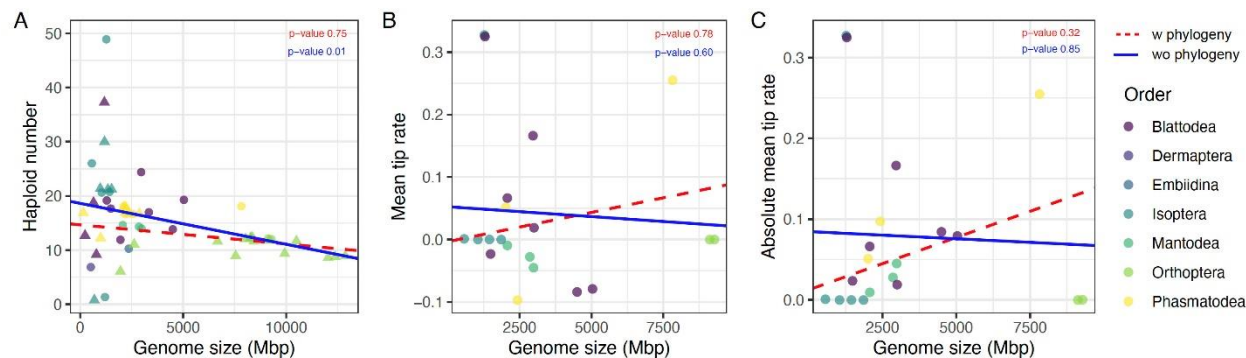 A
p-value 0.75
p-value 0.01
Haploid number
50
40
30
20
10
0
0
5000
10000
Genome size (Mbp)
B
p-value 0.78
p-value 0.60
Mean tip rate
0.3
0.2
0.1
0.0
−0.1
2500
5000
7500
Genome size (Mbp)
C
p-value 0.32
p-value 0.85
Absolute mean tip rate
0.3
0.2
0.1
0.0
2500
5000
7500
Genome size (Mbp)
w phylogeny
wo phylogeny
Order
Blattodea
Dermaptera
Embiidina
Isoptera
Mantodea
Orthoptera
Phasmatodea